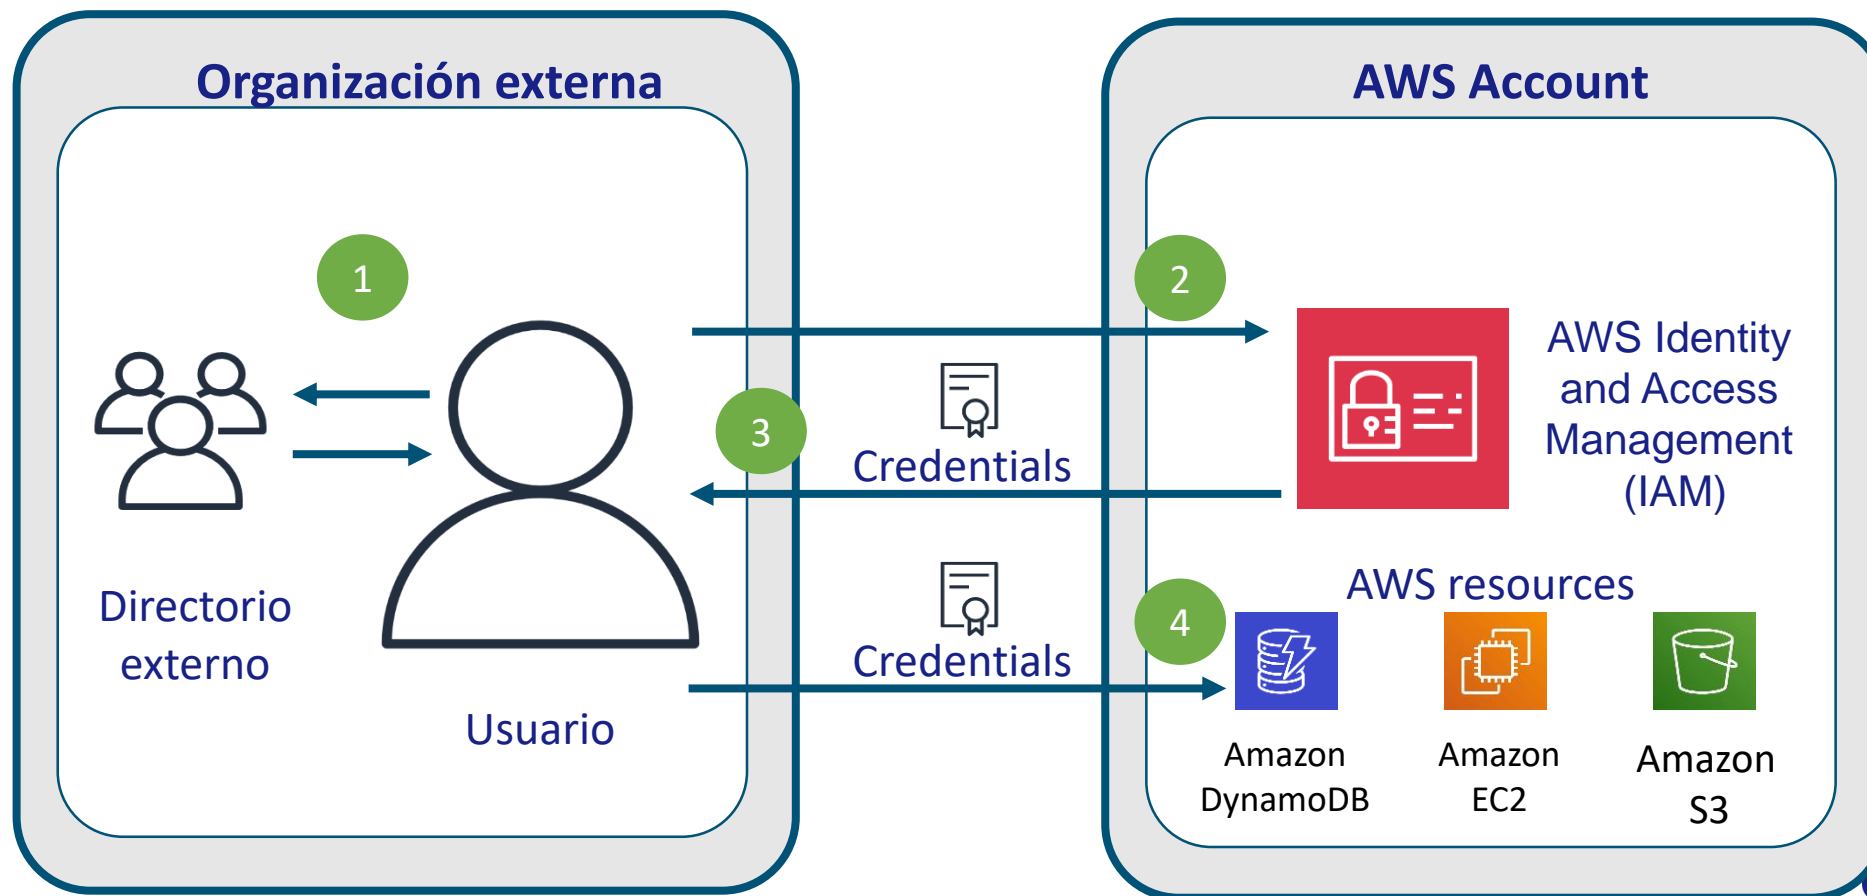 Organización externa
1
Directorio
externo
Usuario
3
Credentials
Credentials
AWS Account
2
AWS Identity
and Access
Management
(IAM)
AWS resources
4
Amazon
DynamoDB
Amazon
EC2
Amazon
S3